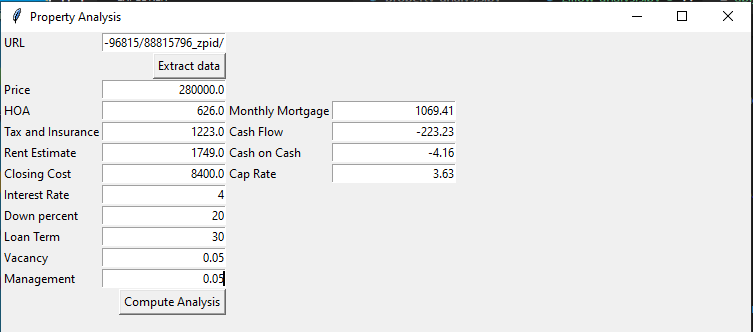 Property Analysis
URL -96815/88815796_zpid/
Extract data
Price 280000.0
HOA 626.0 Monthly Mortgage 1069.41
Tax and Insurance 1223.0 Cash Flow -223.23
Rent Estimate 1749.0 Cash on Cash -4.16
Closing Cost 8400.0 Cap Rate 3.63
Interest Rate 4
Down percent 20
Loan Term 30
Vacancy 0.05
Management 0.05
Compute Analysis